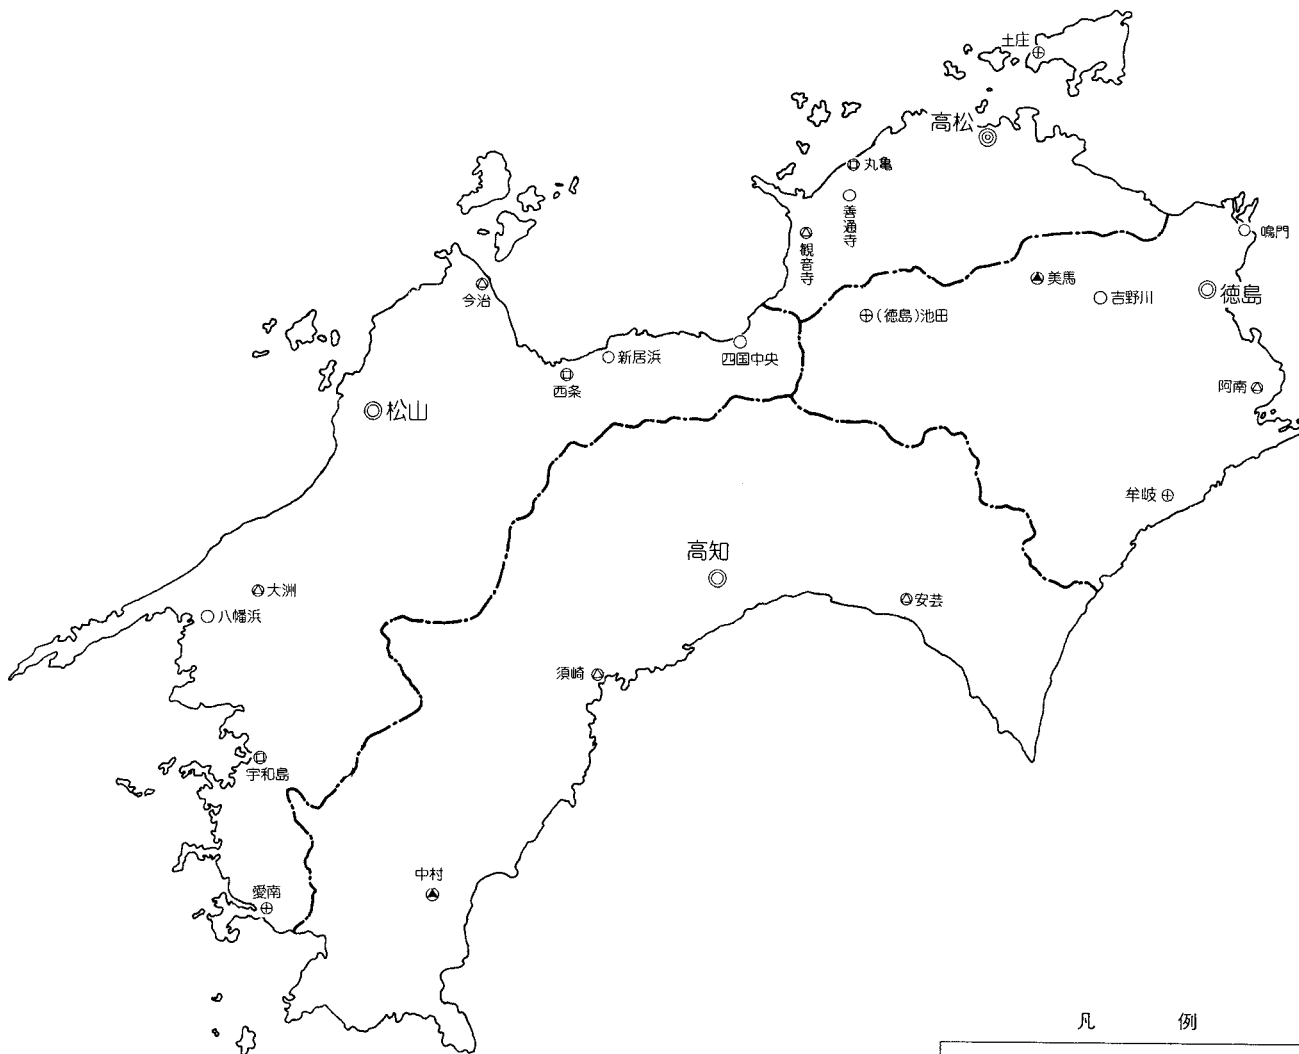 土庄
高松
丸亀
善通寺
観音寺
鳴門
美馬
吉野川
徳島
(徳島)池田
今治
新居浜
四国中央
西条
阿南
松山
牟岐
高知
大洲
安芸
八幡浜
須崎
宇和島
中村
愛南
凡 例